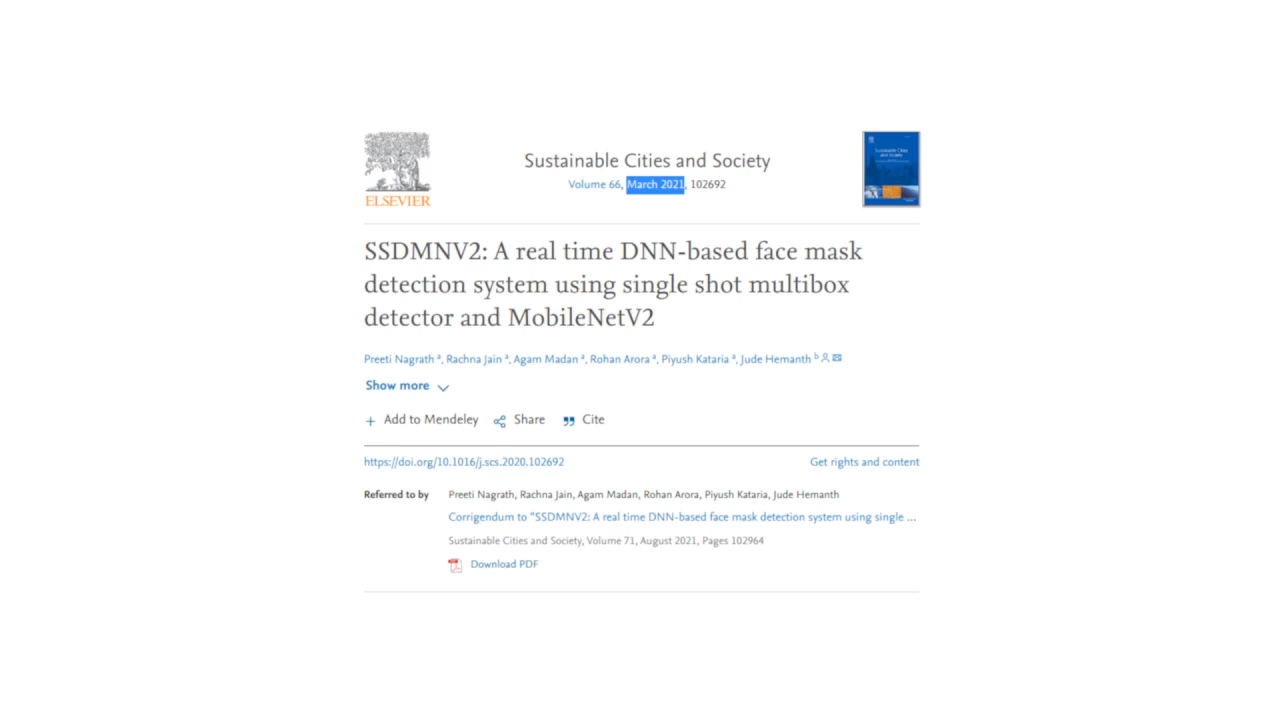 ELSEVIER
Sustainable Cities and Society
Volume 66, March 2021, 102692
Sustainable Cities
and Society
SSDMNV2: A real time DNN-based face mask
detection system using single shot multibox
detector and MobileNetV2
Preeti Nagrath a, Rachna Jain a, Agam Madan a, Rohan Arora a, Piyush Kataria a, Jude Hemanth b
Show more
Add to Mendeley Share Cite
https://doi.org/10.1016/j.scs.2020.102692 Get rights and content
Referred to by Preeti Nagrath, Rachna Jain, Agam Madan, Rohan Arora, Piyush Kataria, Jude Hemanth
Corrigendum to “SSDMNV2: A real time DNN-based face mask detection system using single ...
Sustainable Cities and Society, Volume 71, August 2021, Pages 102964
Download PDF